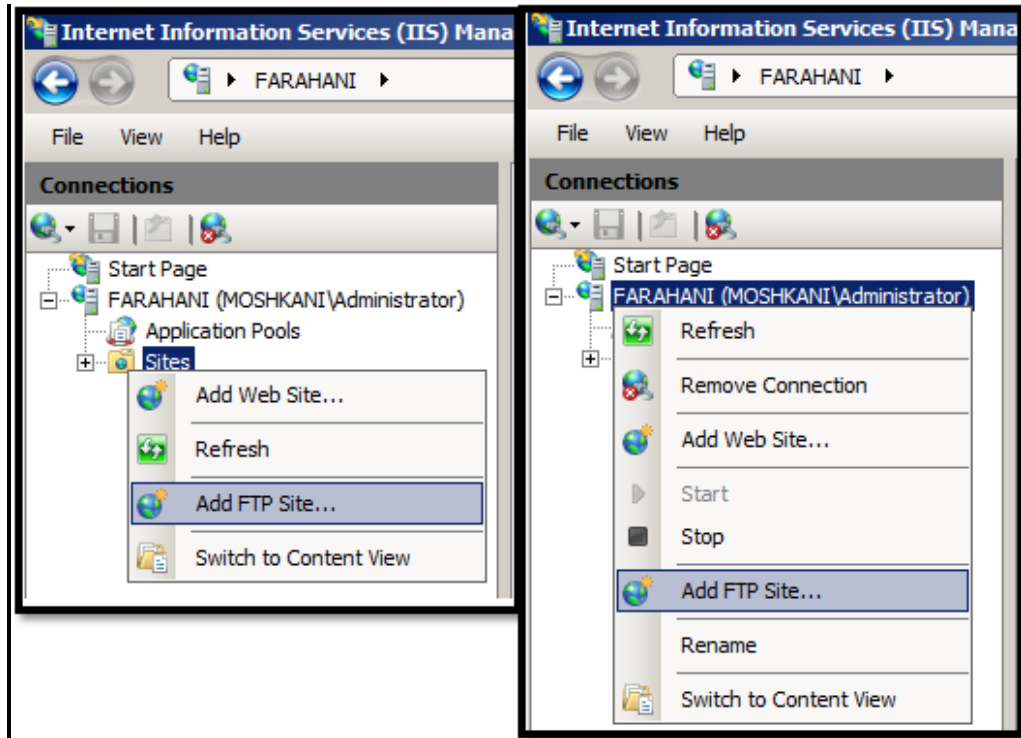 Internet Information Services (IIS) Mana
FARAHANI
File View Help
Connections
Start Page
FARAHANI (MOSHKANI\Administrator)
Application Pools
Sites
Add Web Site...
Refresh
Add FTP Site...
Switch to Content View
Internet Information Services (IIS) Mana
FARAHANI
File View Help
Connections
Start Page
FARAHANI (MOSHKANI\Administrator)
Refresh
Remove Connection
Add Web Site...
Start
Stop
Add FTP Site...
Rename
Switch to Content View